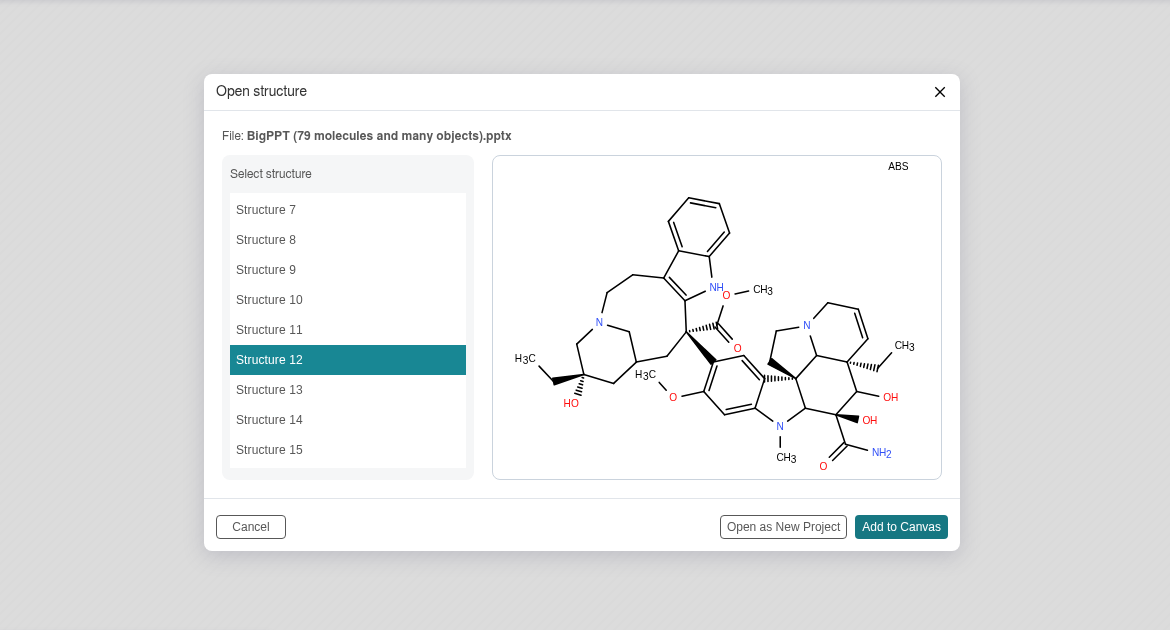 Open structure
File: BigPPT (79 molecules and many objects).pptx
Select structure
Structure 7
Structure 8
Structure 9
Structure 10
Structure 11
Structure 12
Structure 13
Structure 14
Structure 15
ABS
NH
O
CH3
N
O
N
H3C
H3C
CH3
HO
O
OH
OH
N
NH2
CH3
O
Cancel
Open as New Project
Add to Canvas